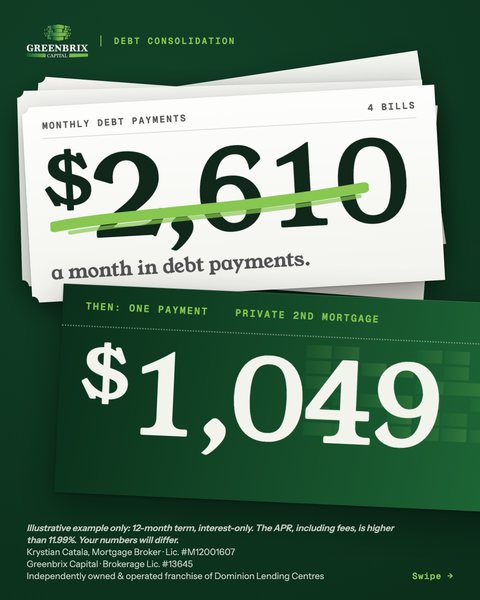 GREENBRIX
CAPITAL
DEBT CONSOLIDATION
MONTHLY DEBT PAYMENTS
4 BILLS
$2,610
a month in debt payments.
THEN: ONE PAYMENT PRIVATE 2ND MORTGAGE
$1,049
Illustrative example only: 12-month term, interest-only. The APR, including fees, is higher
than 11.99%. Your numbers will differ.
Krystian Catala, Mortgage Broker · Lic. #M12001607
Greenbrix Capital · Brokerage Lic. #13645
Independently owned & operated franchise of Dominion Lending Centres
Swipe →